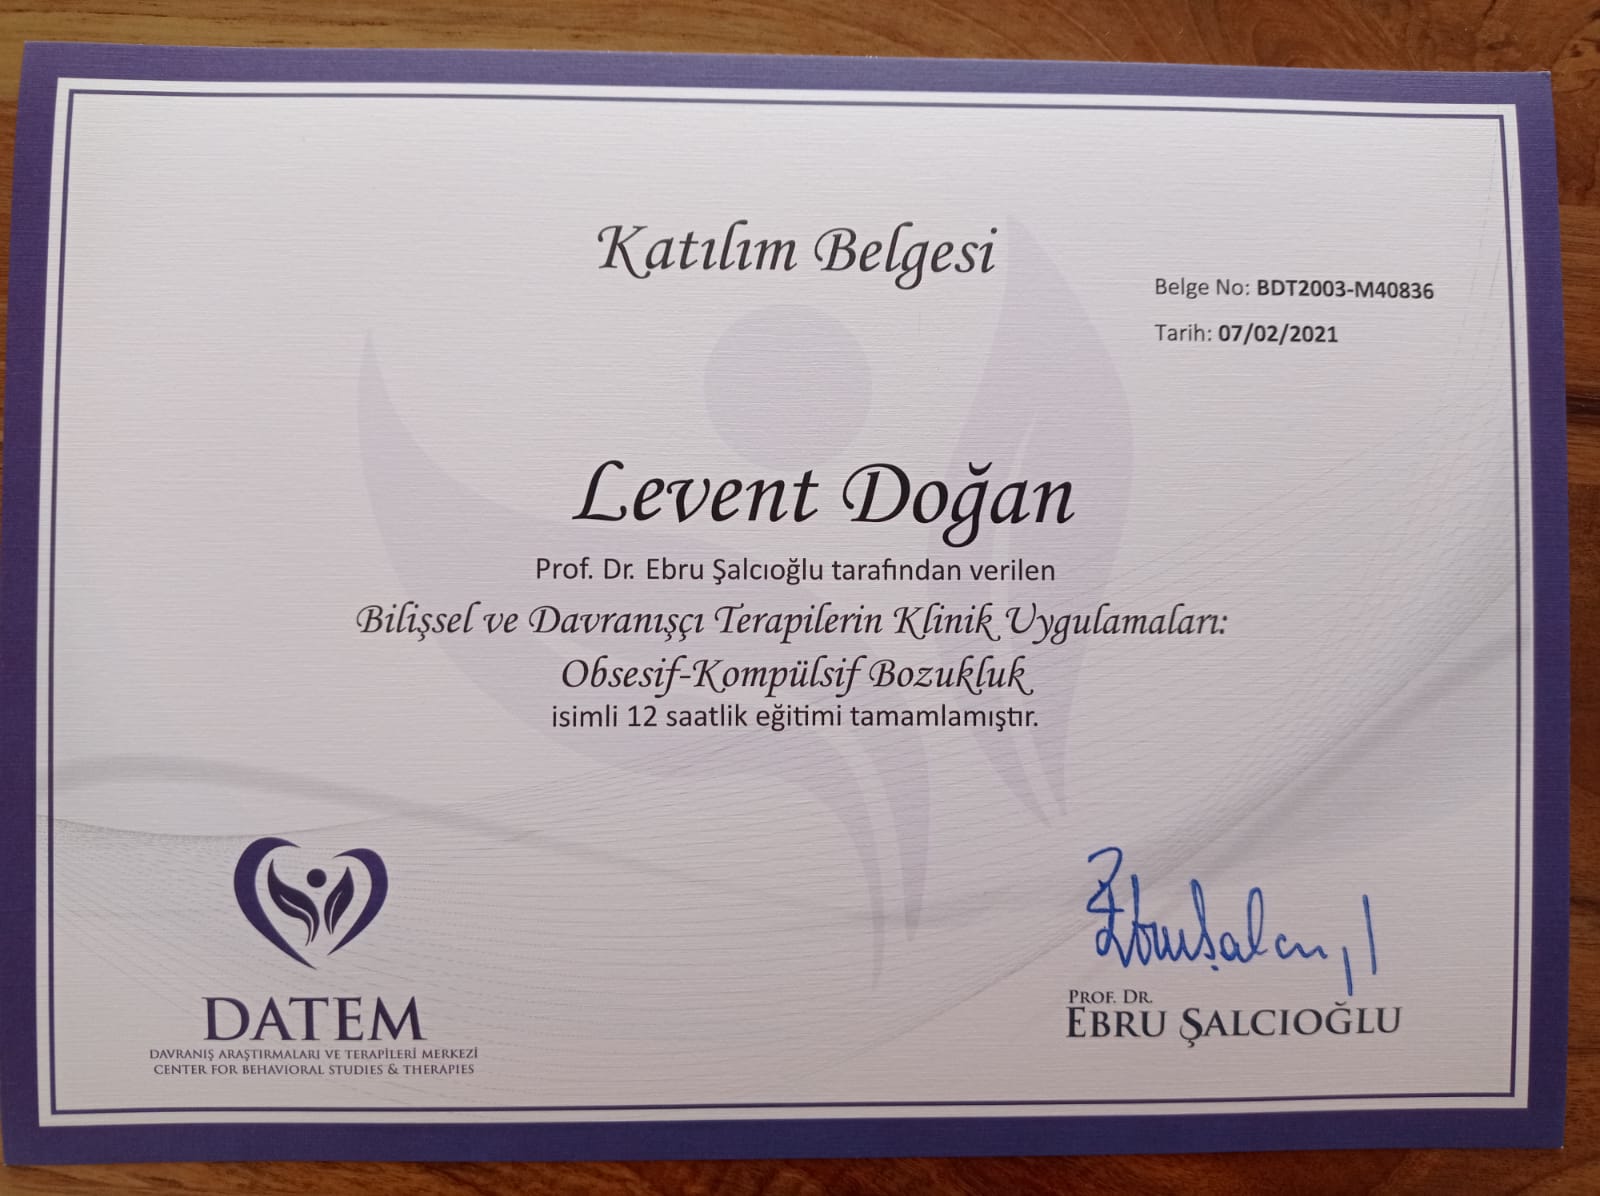 Katılım Belgesi
Belge No: BDT2003-M40836
Tarih: 07/02/2021
Levent Doğan
Prof. Dr. Ebru Şalcıoğlu tarafından verilen
Bilişsel ve Davranışçı Terapilerin Klinik Uygulamaları:
Obsesif-Kompülsif Bozukluk
isimli 12 saatlik eğitimi tamamlamıştır.
DATEM
DAVRANIŞ ARAŞTIRMALARI VE TERAPİLERİ MERKEZİ
CENTER FOR BEHAVIORAL STUDIES & THERAPIES
PROF. DR.
EBRU ŞALCIOĞLU